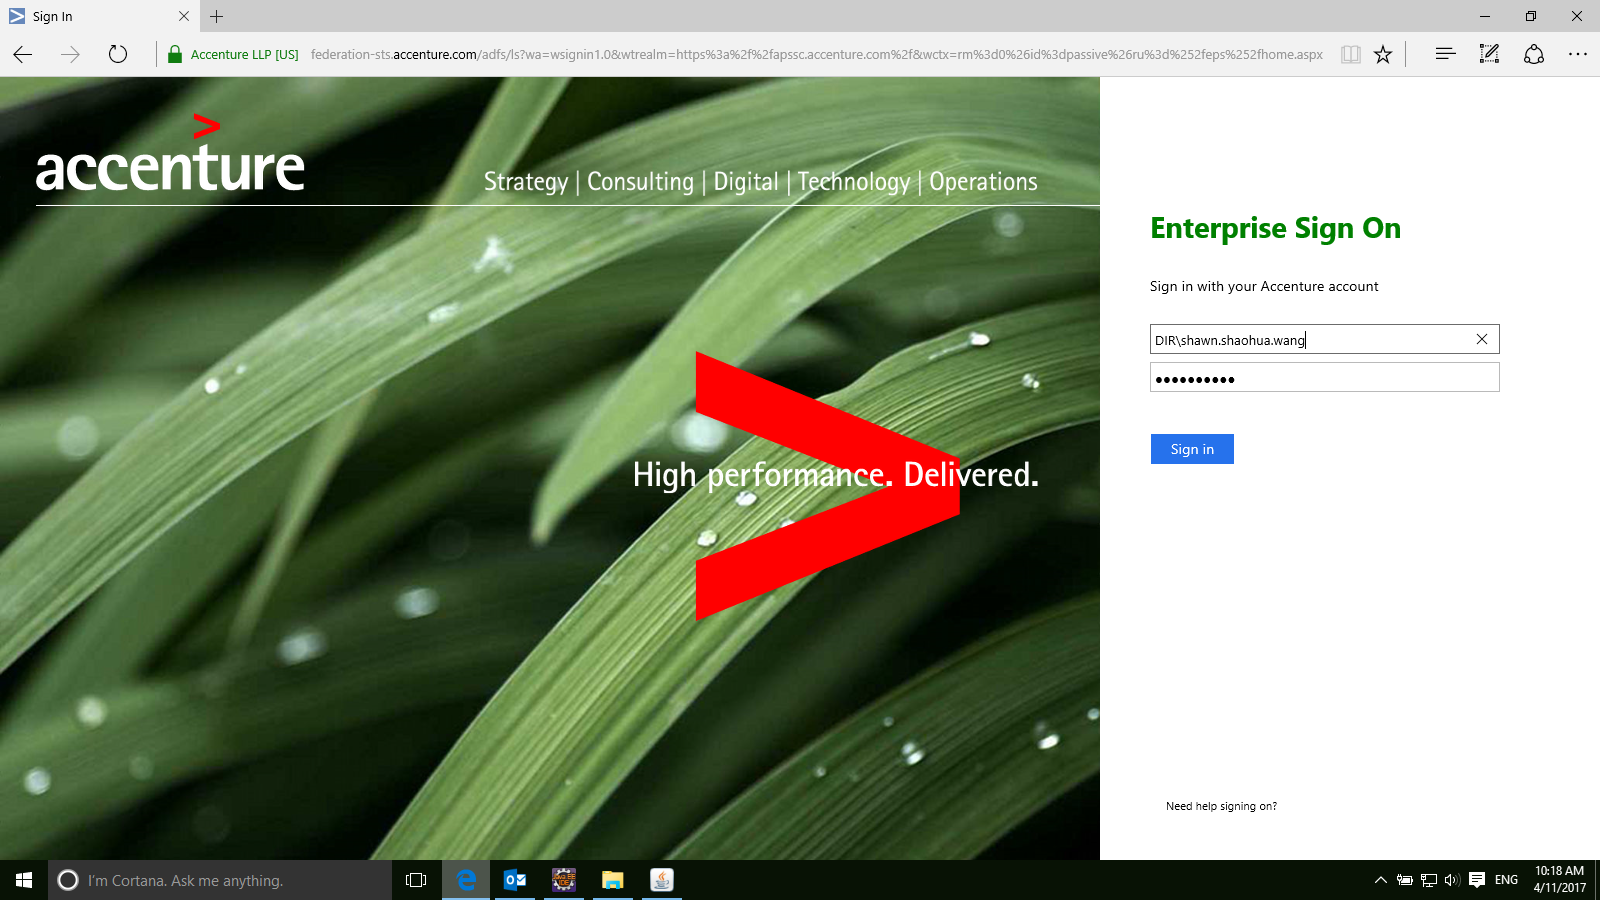 Sign In
Accenture LLP [US]
federation-sts.accenture.com/adfs/ls?wa=wsignin1.0&wtrealm=https%3a%2f%2fapssc.accenture.com%2f&wctx=rm%3d0%26id%3dpassive%26ru%3d%252feps%252fhome.aspx
>
accenture
Strategy | Consulting | Digital | Technology | Operations
High performance. Delivered.
Enterprise Sign On
Sign in with your Accenture account
DIR\shawn.shaohua.wang
••••••••••
Sign in
Need help signing on?
I'm Cortana. Ask me anything.
ENG
10:18 AM
4/11/2017